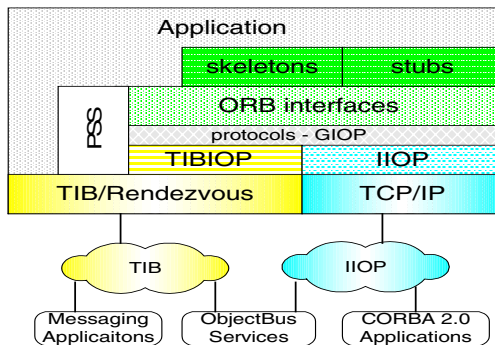 Application
skeletons
stubs
PSS
ORB interfaces
protocols - GIOP
TIBIOP
IIOP
TIB/Rendezvous
TCP/IP
TIB
IIOP
Messaging
Applicaitons
ObjectBus
Services
CORBA 2.0
Applications